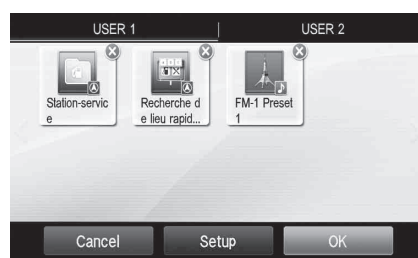 USER 1
USER 2
Station-servic
e
Recherche d
e lieu rapid...
FM-1 Preset
1
Cancel
Setup
OK